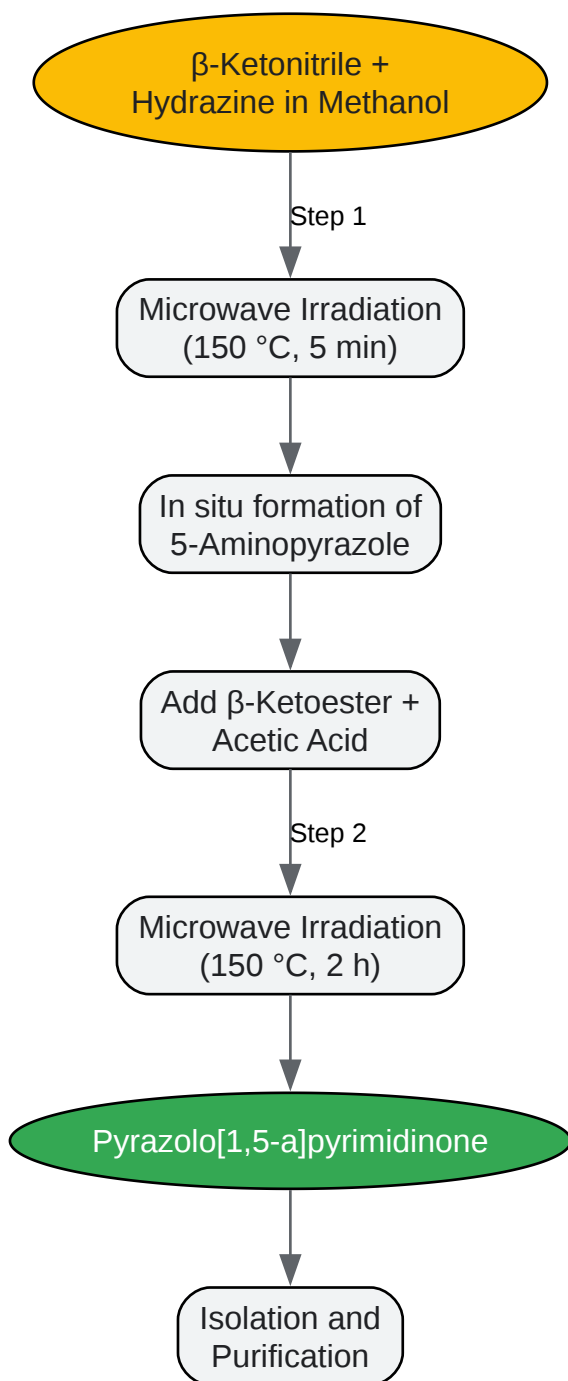 β-Ketonitrile +
Hydrazine in Methanol
Step 1
Microwave Irradiation
(150 °C, 5 min)
In situ formation of
5-Aminopyrazole
Add β-Ketoester +
Acetic Acid
Step 2
Microwave Irradiation
(150 °C, 2 h)
Pyrazolo[1,5-a]pyrimidinone
Isolation and
Purification